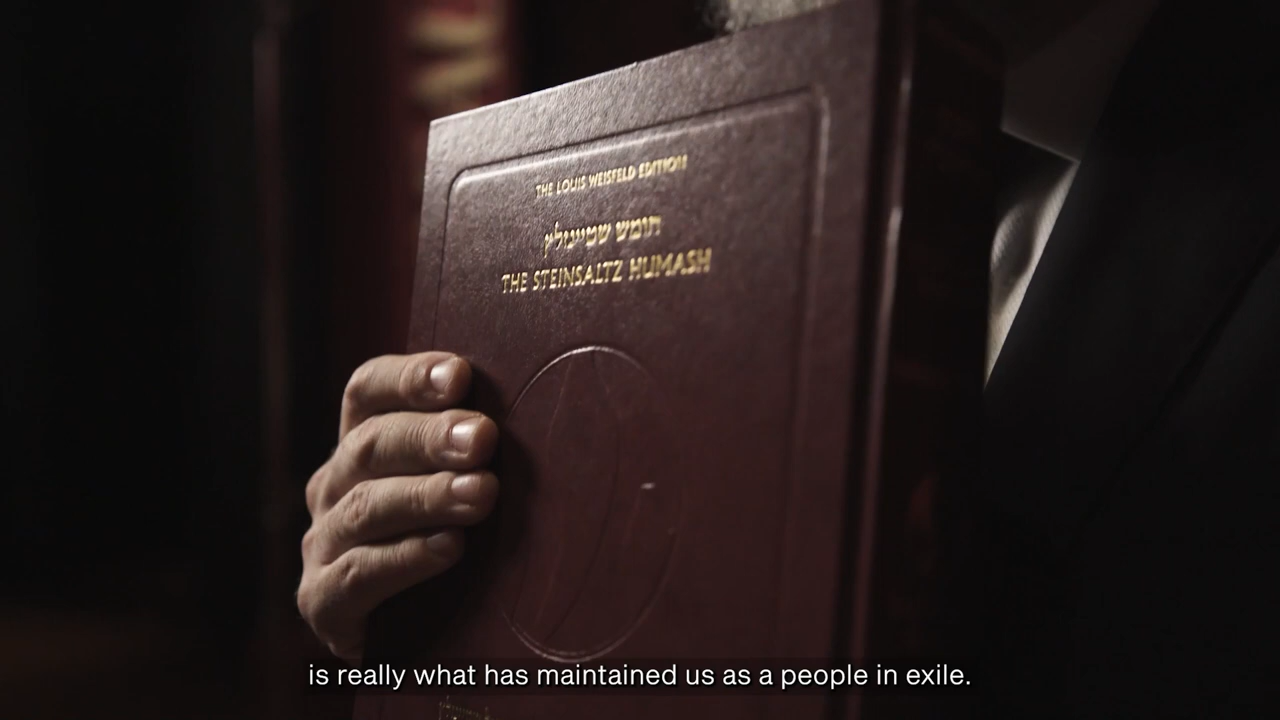 THE LOUIS WEISFELD EDITION
חומש שטיינזלץ
THE STEINSALTZ HUMASH
is really what has maintained us as a people in exile.